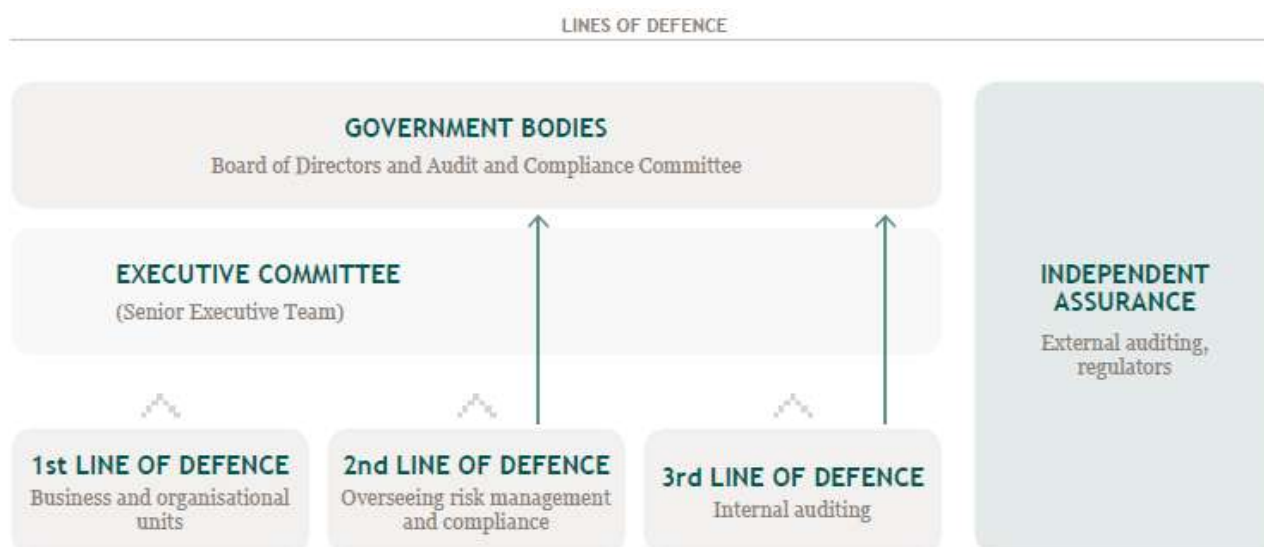 LINES OF DEFENCE
GOVERNMENT BODIES
Board of Directors and Audit and Compliance Committee
EXECUTIVE COMMITTEE
(Senior Executive Team)
INDEPENDENT
ASSURANCE
External auditing,
regulators
1st LINE OF DEFENCE
Business and organisational
units
2nd LINE OF DEFENCE
Overseeing risk management
and compliance
3rd LINE OF DEFENCE
Internal auditing